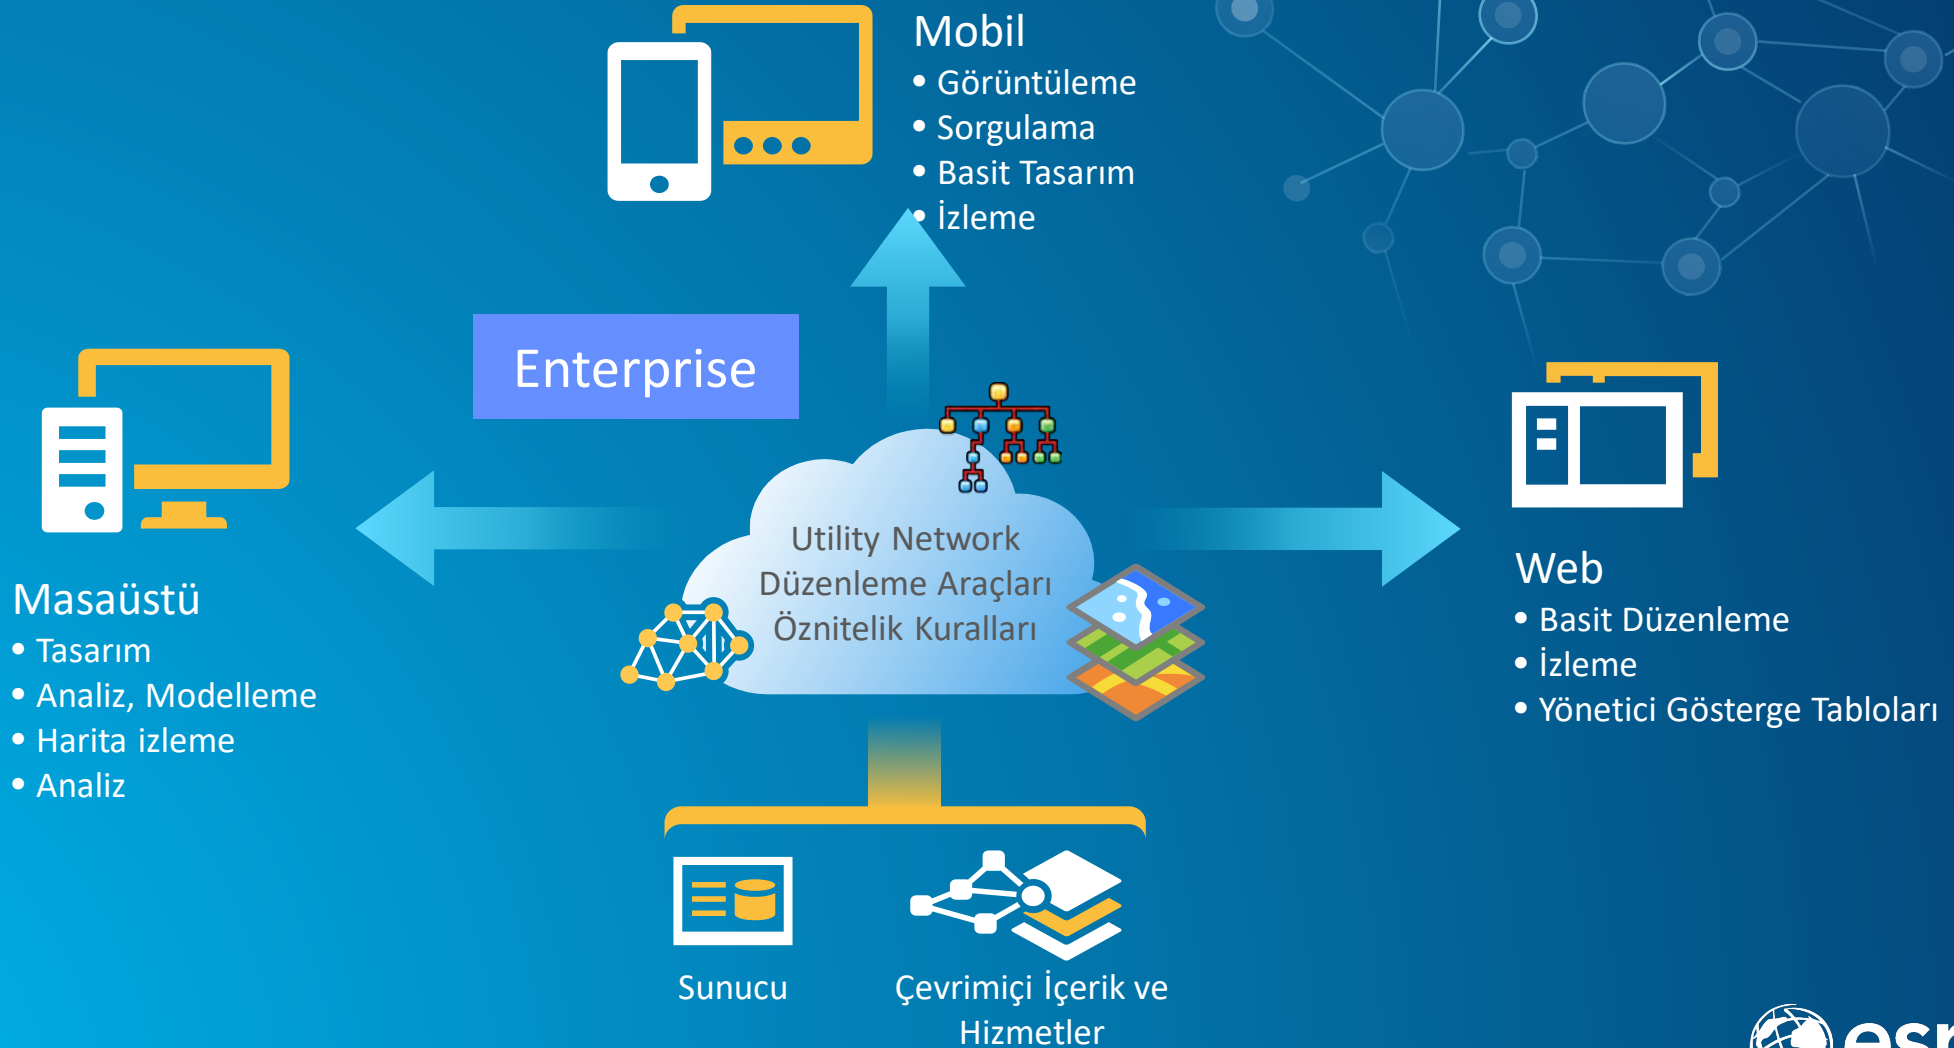 Mobil
• Görüntüleme
• Sorgulama
• Basit Tasarım
• İzleme
Enterprise
Masaüstü
• Tasarım
• Analiz, Modelleme
• Harita izleme
• Analiz
Utility Network
Düzenleme Araçları
Öznitelik Kuralları
Web
• Basit Düzenleme
• İzleme
• Yönetici Gösterge Tabloları
Sunucu
Çevrimiçi İçerik ve
Hizmetler
esr